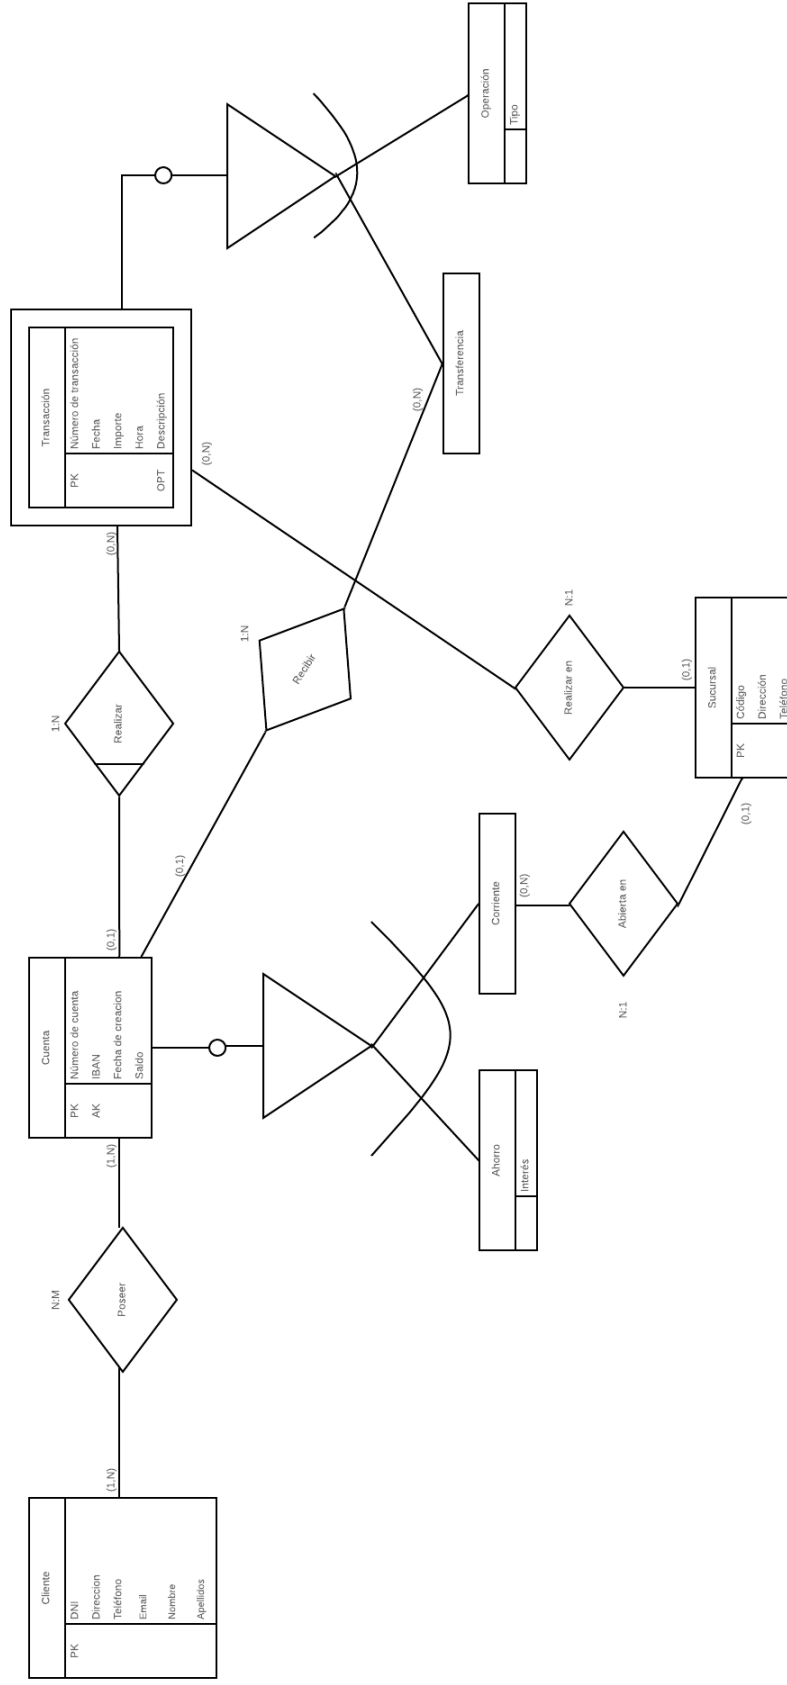 Cliente
PK DNI
Direccion
Teléfono
Email
Nombre
Apellidos
(1,N)
N:M
Poseer
(1,N)
Cuenta
PK Número de cuenta
AK IBAN
Fecha de creacion
Saldo
(0,1)
1:N
Realizar
(0,N)
Transacción
PK Número de transacción
Fecha
Importe
Hora
OPT Descripción
(0,1)
1:N
Recibir
(0,N)
Transferencia
Operación
Tipo
Ahorro
Interés
Corriente
(0,N)
N:1
Abierta en
(0,1)
(0,N)
N:1
Realizar en
(0,1)
Sucursal
PK Código
Dirección
Teléfono